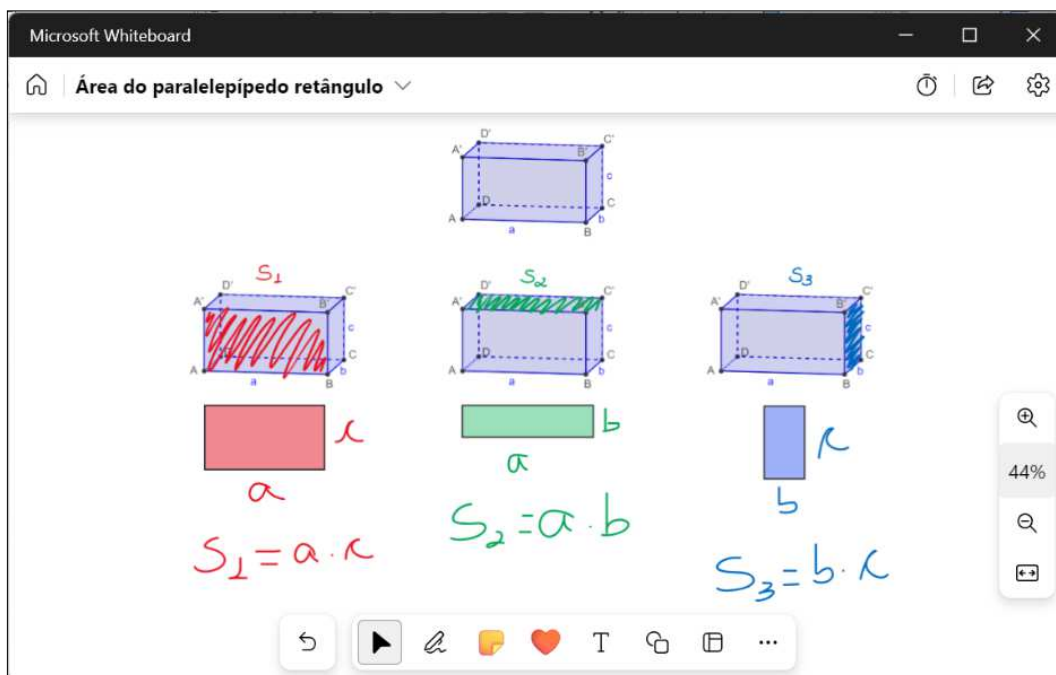 Microsoft Whiteboard
Área do paralelepípedo retângulo
D' C'
A' B'
c
D C
A b
a B
S1 S2 S3
D' C' D' C' D' C'
A' B' A' B' A' B'
c c c
D C D C D C
A b A b A b
a B a B a B
c b c
a a b
S1 = a . c S2 = a . b S3 = b . c
44%
T